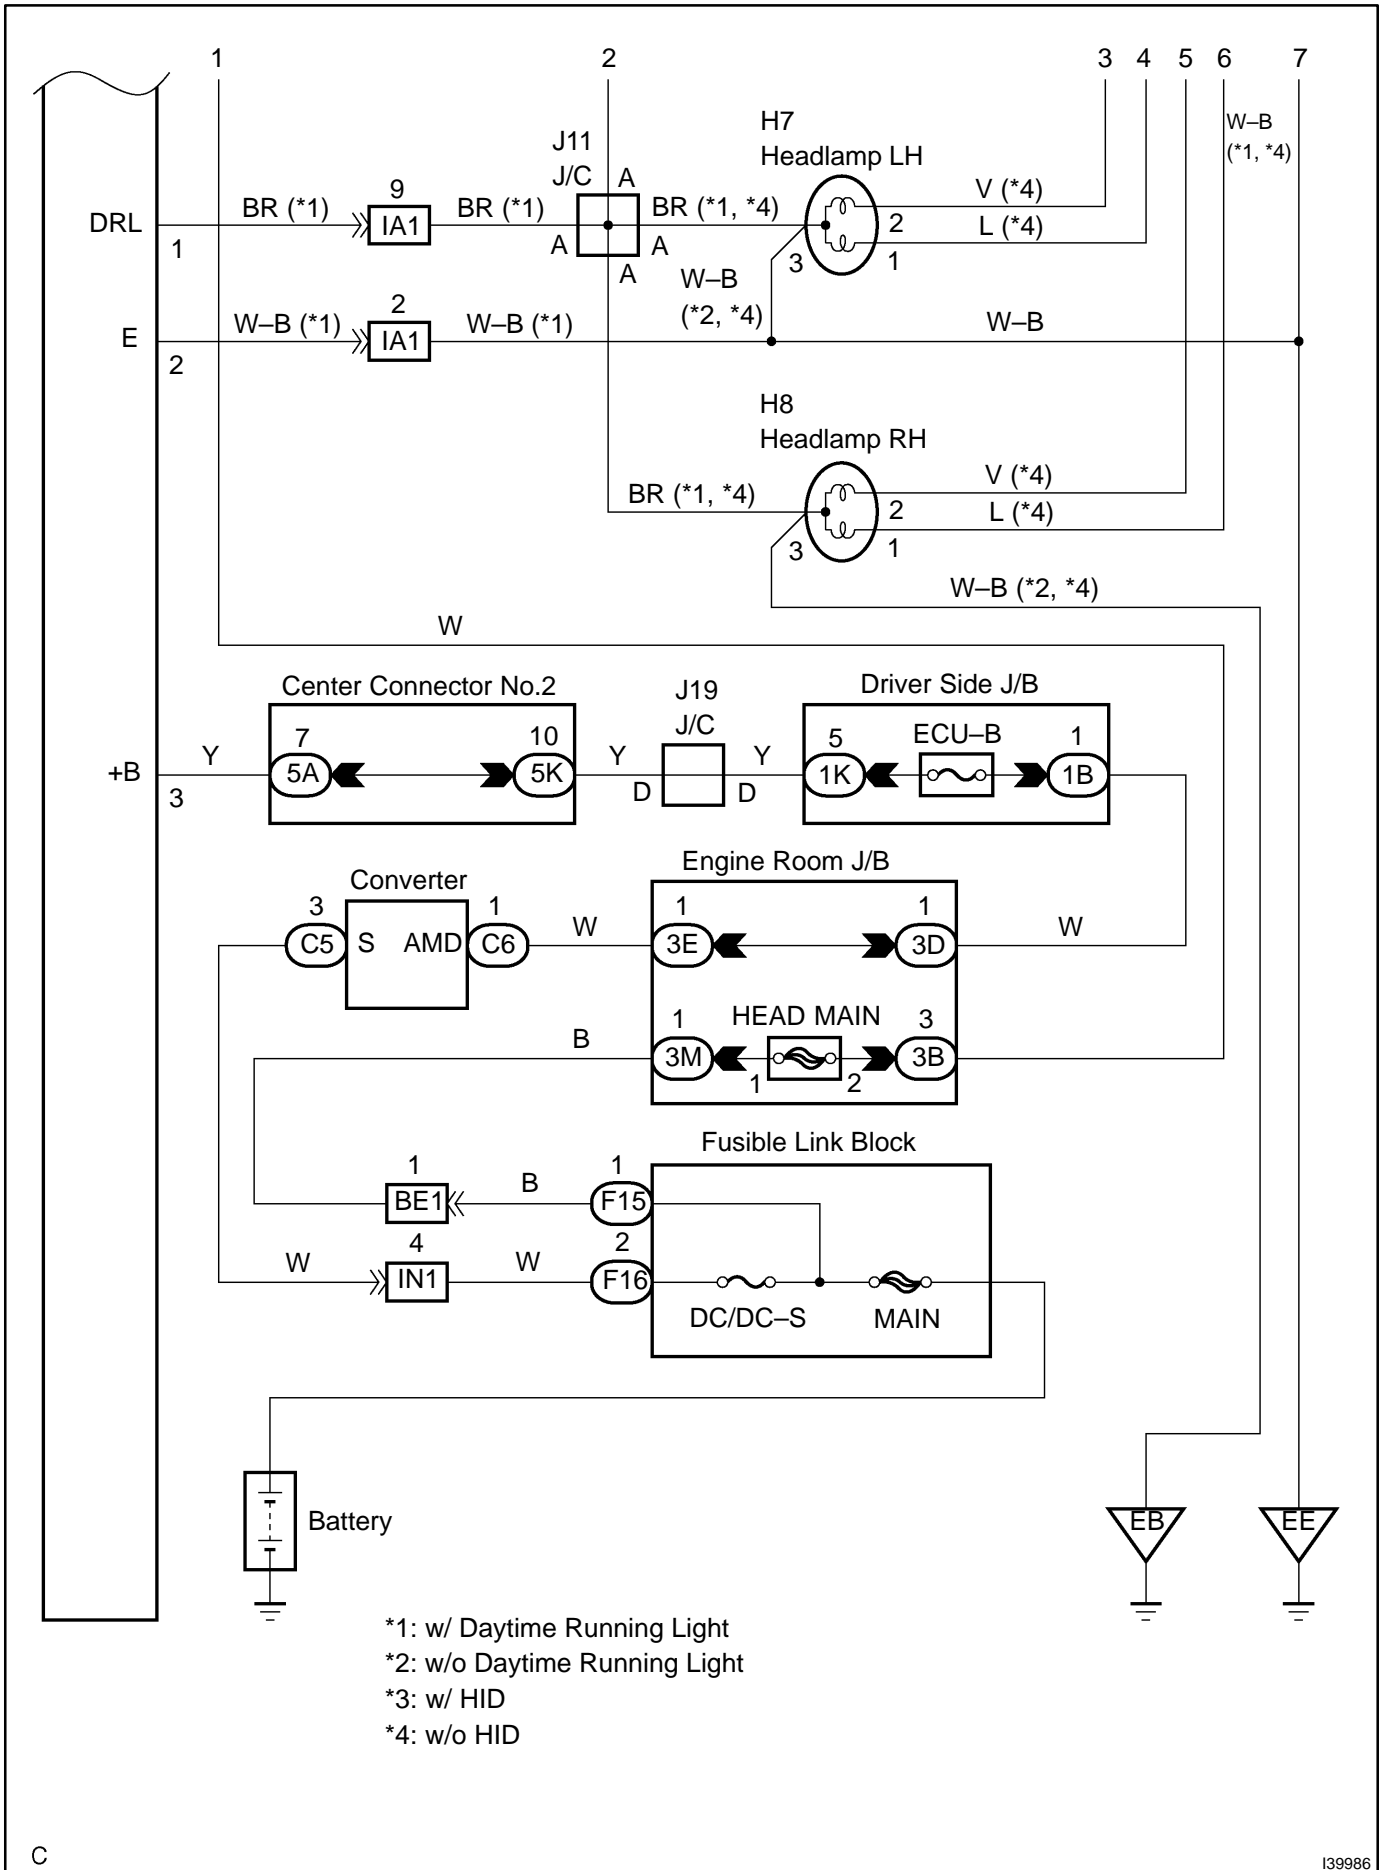 1 2 3 4 5 6 7
W–B
(*1, *4)
H7
Headlamp LH
J11
J/C
A
V (*4)
9
BR (*1)
IA1
BR (*1)
BR (*1, *4)
DRL
1
A
A
A
2
L (*4)
3
1
W–B
(*2, *4)
2
W–B (*1)
IA1
W–B (*1)
W–B
E
2
H8
Headlamp RH
V (*4)
BR (*1, *4)
2
L (*4)
3
1
W–B (*2, *4)
W
Center Connector No.2
J19
J/C
Driver Side J/B
7
10
5
ECU–B
1
+B
Y
5A
5K
Y
Y
1K
1B
3
D
D
Engine Room J/B
Converter
3
1
1
1
C5
S
AMD
C6
W
3E
3D
W
1
HEAD MAIN
3
B
3M
3B
1
2
Fusible Link Block
1
1
BE1
B
F15
4
2
W
IN1
W
F16
DC/DC–S
MAIN
Battery
EB
EE
*1: w/ Daytime Running Light
*2: w/o Daytime Running Light
*3: w/ HID
*4: w/o HID
C
I39986